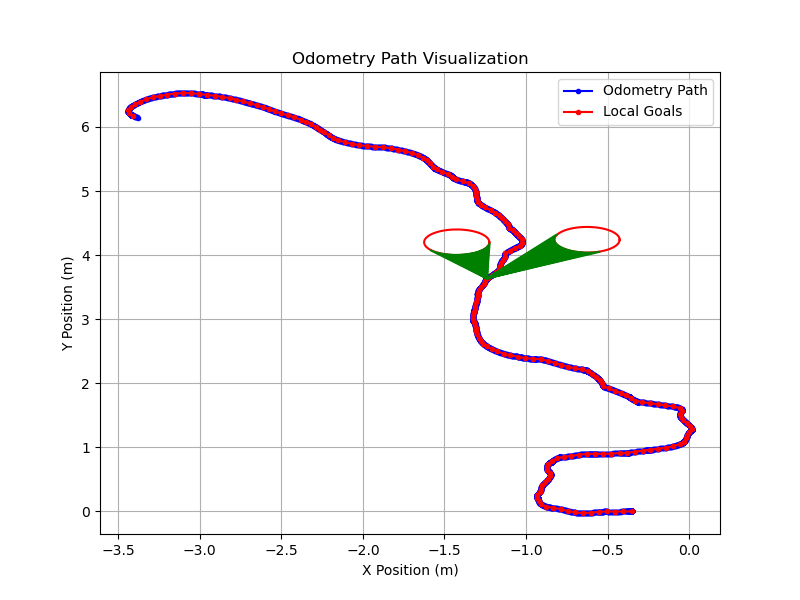 Odometry Path Visualization
Odometry Path
Local Goals
Y Position (m)
6
5
4
3
2
1
0
−3.5 −3.0 −2.5 −2.0 −1.5 −1.0 −0.5 0.0
X Position (m)